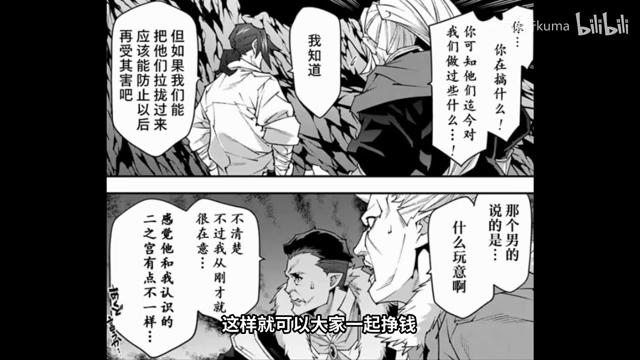 fkuma bilibili
你…
你在搞什么！
你可知他们迄今对
我们做过些什么…！
我知道
但如果我们能
把他们拉拢过来
应该能防止以后
再受其害吧
那个男的
说的是…
什么玩意啊
不清楚
不过我从刚才就
很在意…
感觉他和我认识的
二之宫有点不一样…
这样就可以大家一起挣钱